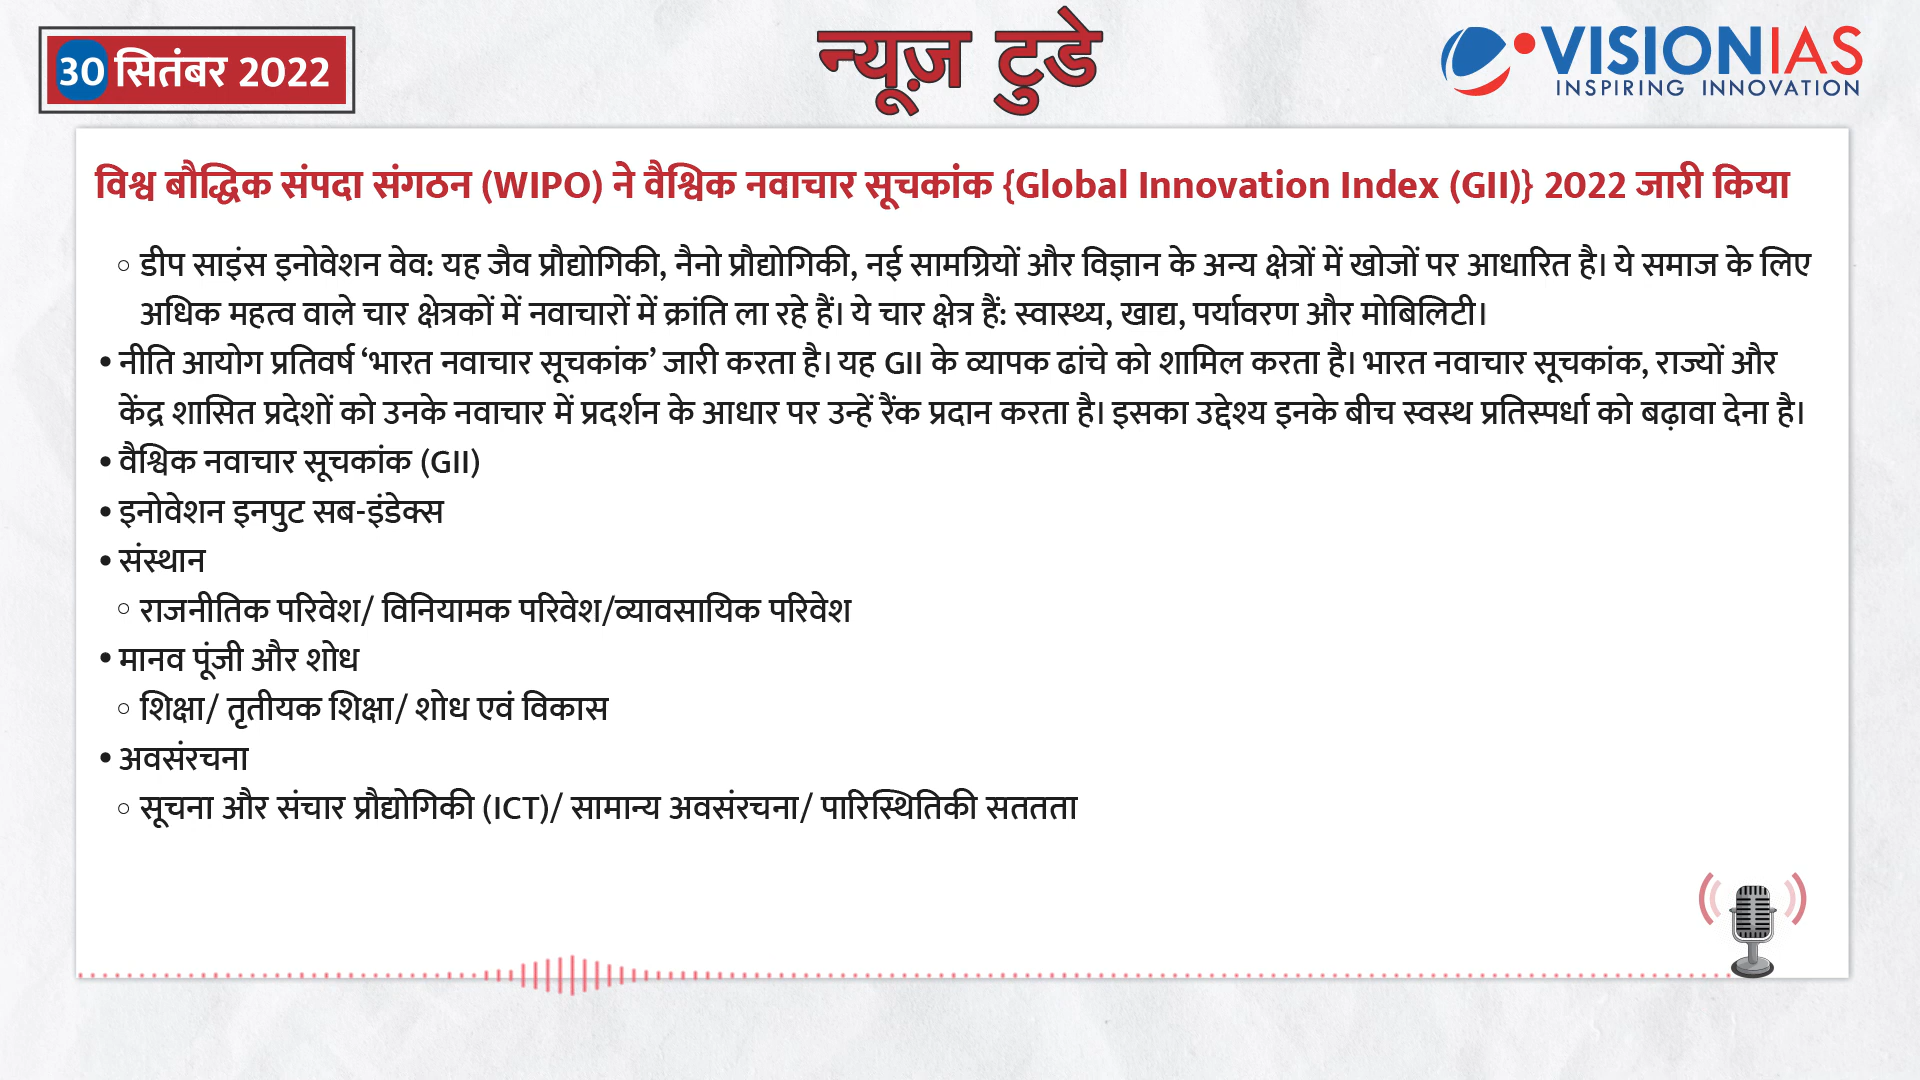 30 सितंबर 2022
न्यूज़ टुडे
VISIONIAS
INSPIRING INNOVATION
विश्व बौद्धिक संपदा संगठन (WIPO) ने वैश्विक नवाचार सूचकांक {Global Innovation Index (GII)} 2022 जारी किया
○ डीप साइंस इनोवेशन वेव: यह जैव प्रौद्योगिकी, नैनो प्रौद्योगिकी, नई सामग्रियों और विज्ञान के अन्य क्षेत्रों में खोजों पर आधारित है। ये समाज के लिए
अधिक महत्व वाले चार क्षेत्रकों में नवाचारों में क्रांति ला रहे हैं। ये चार क्षेत्र हैं: स्वास्थ्य, खाद्य, पर्यावरण और मोबिलिटी।
• नीति आयोग प्रतिवर्ष ‘भारत नवाचार सूचकांक’ जारी करता है। यह GII के व्यापक ढांचे को शामिल करता है। भारत नवाचार सूचकांक, राज्यों और
केंद्र शासित प्रदेशों को उनके नवाचार में प्रदर्शन के आधार पर उन्हें रैंक प्रदान करता है। इसका उद्देश्य इनके बीच स्वस्थ प्रतिस्पर्धा को बढ़ावा देना है।
• वैश्विक नवाचार सूचकांक (GII)
• इनोवेशन इनपुट सब-इंडेक्स
• संस्थान
○ राजनीतिक परिवेश/ विनियामक परिवेश/व्यावसायिक परिवेश
• मानव पूंजी और शोध
○ शिक्षा/ तृतीयक शिक्षा/ शोध एवं विकास
• अवसंरचना
○ सूचना और संचार प्रौद्योगिकी (ICT)/ सामान्य अवसंरचना/ पारिस्थितिकी सततता